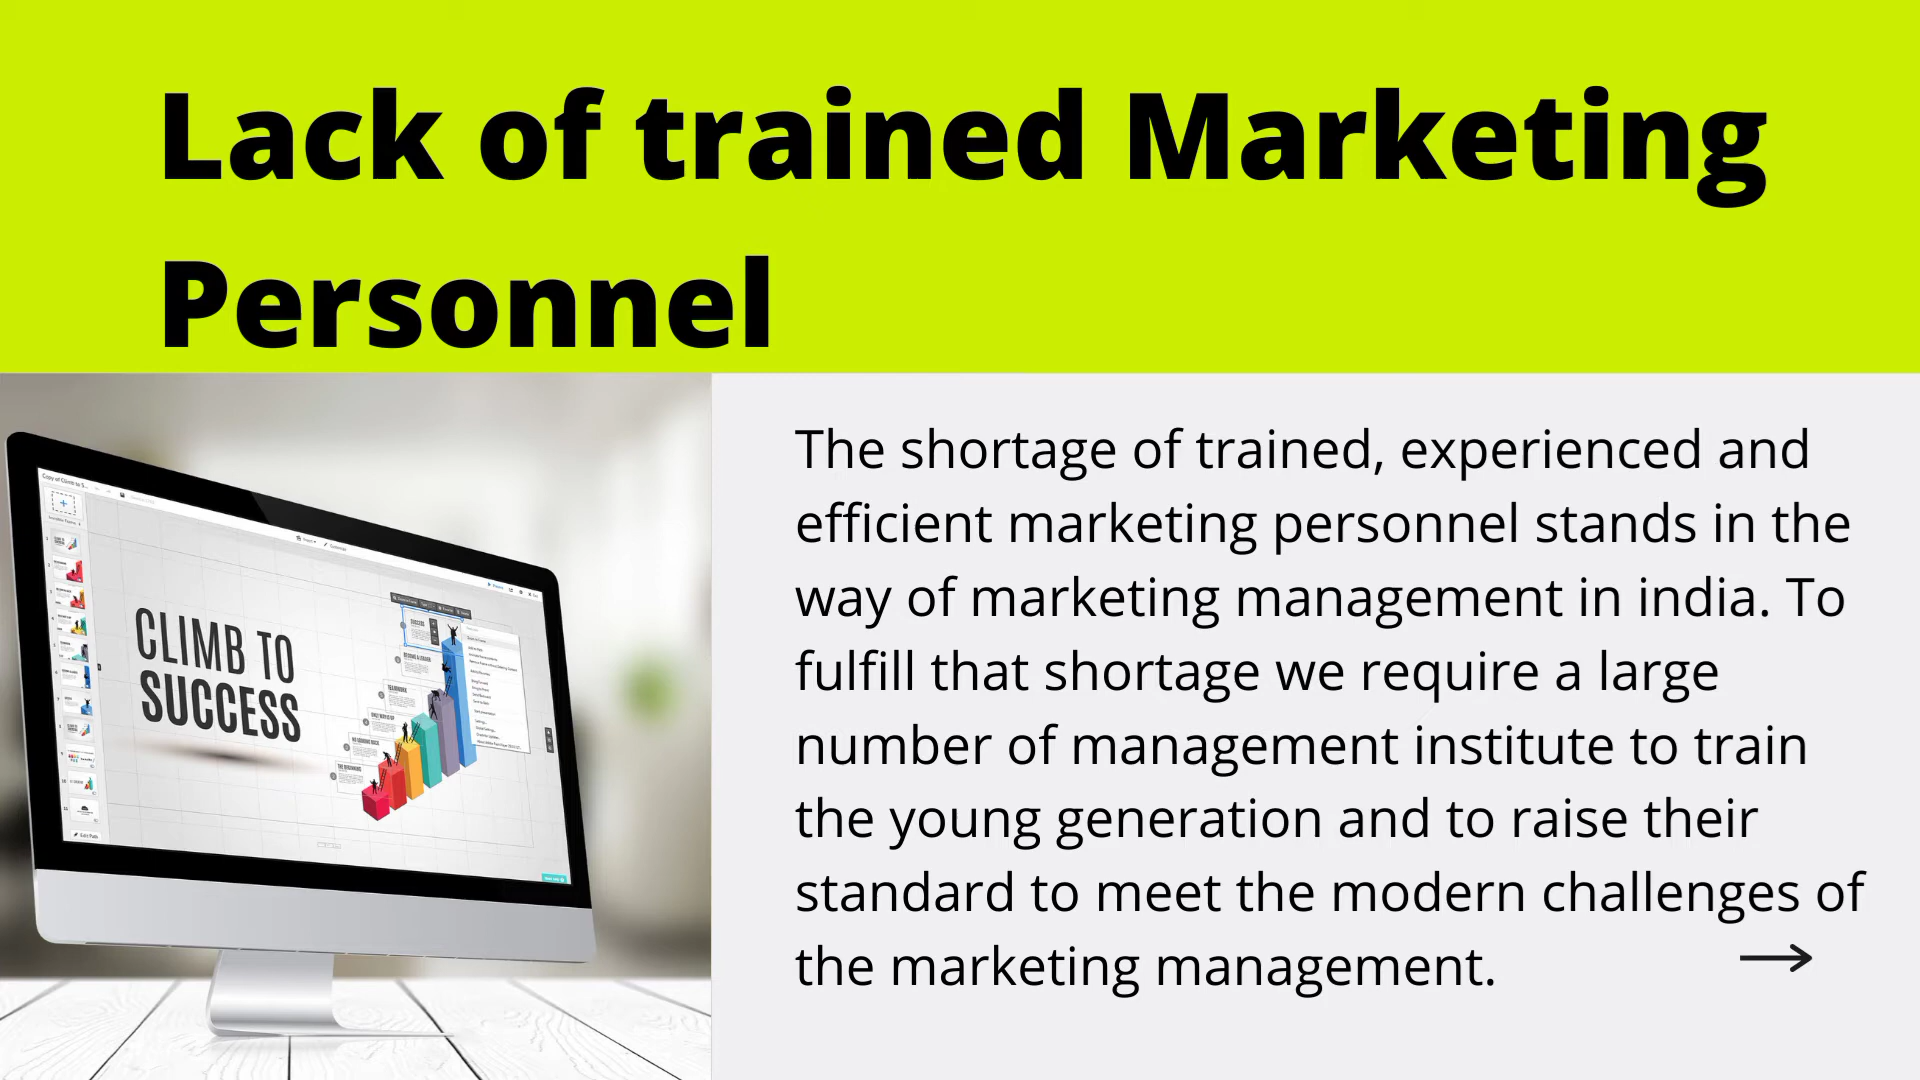 Lack of trained Marketing
Personnel
CLIMB TO
SUCCESS
The shortage of trained, experienced and
efficient marketing personnel stands in the
way of marketing management in india. To
fulfill that shortage we require a large
number of management institute to train
the young generation and to raise their
standard to meet the modern challenges of
the marketing management.